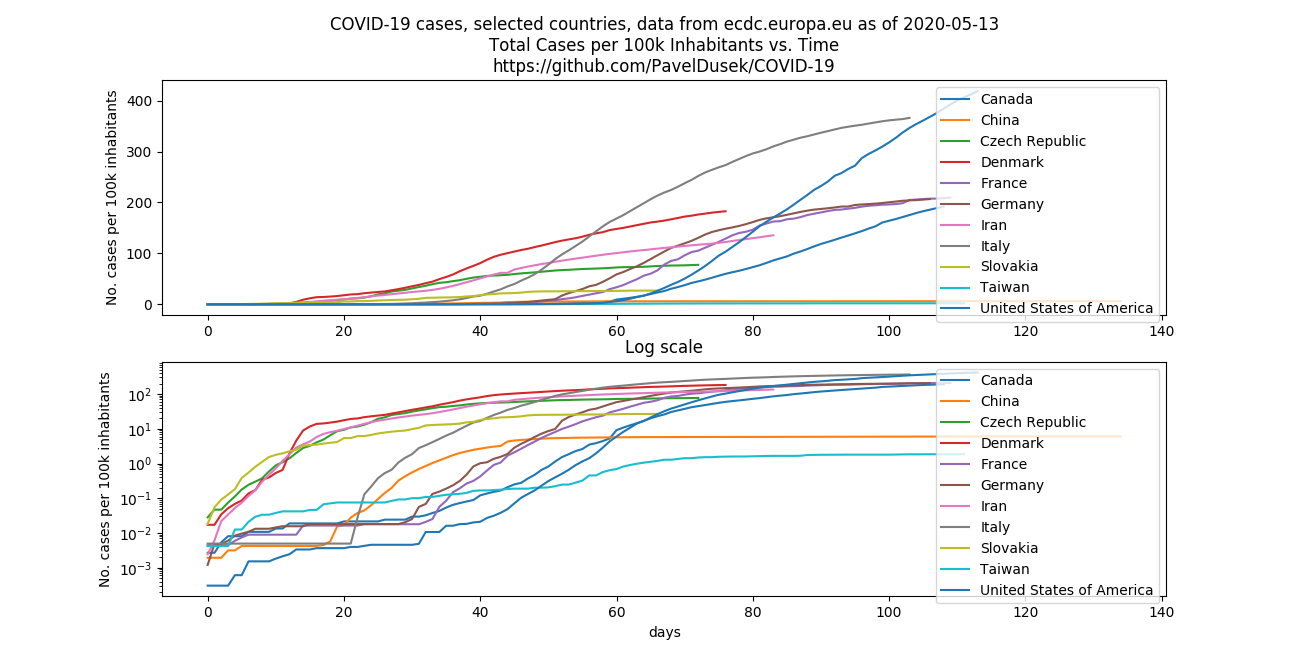 COVID-19 cases, selected countries, data from ecdc.europa.eu as of 2020-05-13
Total Cases per 100k Inhabitants vs. Time
https://github.com/PavelDusek/COVID-19
No. cases per 100k inhabitants
400
300
200
100
0
Canada
China
Czech Republic
Denmark
France
Germany
Iran
Italy
Slovakia
Taiwan
United States of America
0 20 40 60 80 100 120 140
Log scale
No. cases per 100k inhabitants
10²
10¹
10⁰
10⁻¹
10⁻²
10⁻³
Canada
China
Czech Republic
Denmark
France
Germany
Iran
Italy
Slovakia
Taiwan
United States of America
0 20 40 60 80 100 120 140
days